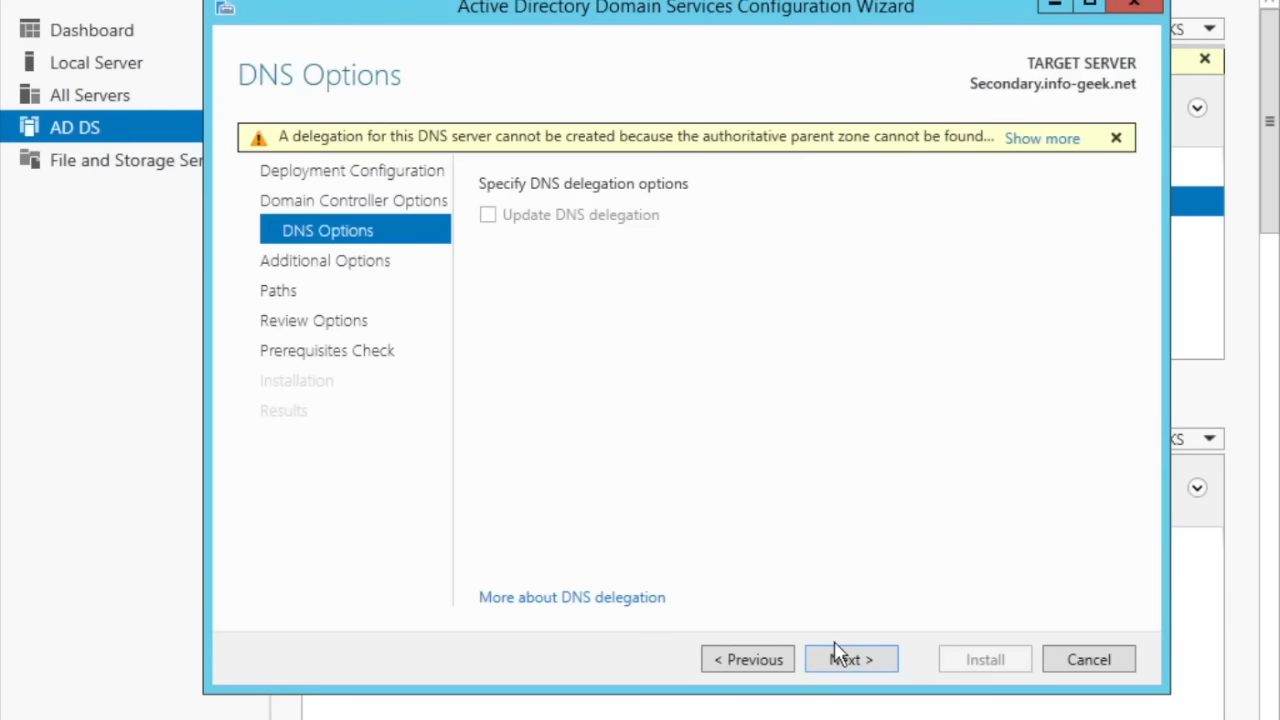 Active Directory Domain Services Configuration Wizard
Dashboard
Local Server
All Servers
AD DS
File and Storage Ser
DNS Options
TARGET SERVER
Secondary.info-geek.net
A delegation for this DNS server cannot be created because the authoritative parent zone cannot be found... Show more
Deployment Configuration
Domain Controller Options
DNS Options
Additional Options
Paths
Review Options
Prerequisites Check
Installation
Results
Specify DNS delegation options
Update DNS delegation
More about DNS delegation
< Previous
Next >
Install
Cancel
KS
KS